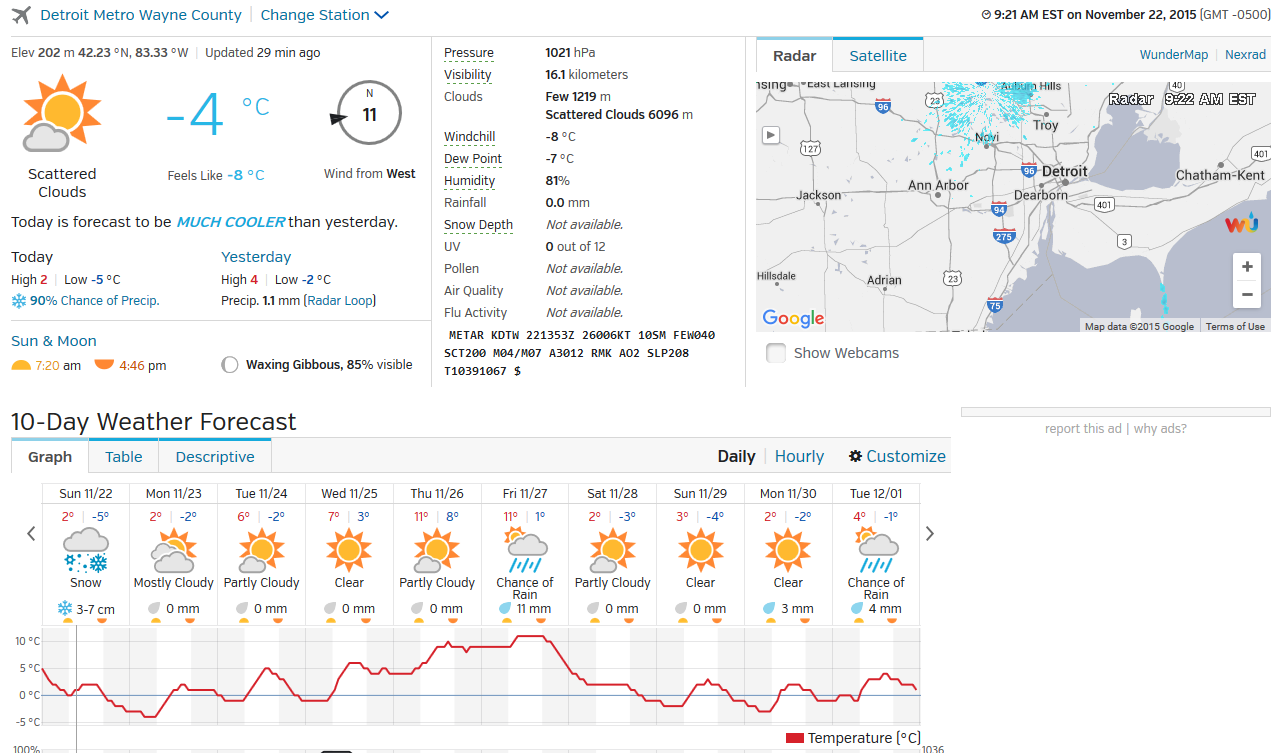 Detroit Metro Wayne County | Change Station
9:21 AM EST on November 22, 2015 (GMT -0500)
Elev 202 m 42.23 °N, 83.33 °W | Updated 29 min ago
-4 °C
N
11
Scattered
Clouds
Feels Like -8 °C
Wind from West
Today is forecast to be MUCH COOLER than yesterday.
Today
High 2 | Low -5 °C
90% Chance of Precip.
Yesterday
High 4 | Low -2 °C
Precip. 1.1 mm (Radar Loop)
Sun & Moon
7:20 am 4:46 pm
Waxing Gibbous, 85% visible
Pressure 1021 hPa
Visibility 16.1 kilometers
Clouds Few 1219 m
Scattered Clouds 6096 m
Windchill -8 °C
Dew Point -7 °C
Humidity 81%
Rainfall 0.0 mm
Snow Depth Not available.
UV 0 out of 12
Pollen Not available.
Air Quality Not available.
Flu Activity Not available.
METAR KDTW 221353Z 26006KT 10SM FEW040
SCT200 M04/M07 A3012 RMK AO2 SLP208
T10391067 $
Radar Satellite
WunderMap | Nexrad
East Lansing
96
23
Auburn Hills
40
Radar 9:22 AM EST
Troy
Novi
127
401
96
Detroit
Chatham-Kent
Ann Arbor
Dearborn
Jackson
94
401
275
3
Hillsdale
Adrian
23
75
+
−
Google
Map data ©2015 Google
Terms of Use
Show Webcams
10-Day Weather Forecast
report this ad | why ads?
Graph Table Descriptive
Daily | Hourly Customize
Sun 11/22 Mon 11/23 Tue 11/24 Wed 11/25 Thu 11/26 Fri 11/27 Sat 11/28 Sun 11/29 Mon 11/30 Tue 12/01
2° | -5° 2° | -2° 6° | -2° 7° | 3° 11° | 8° 11° | 1° 2° | -3° 3° | -4° 2° | -2° 4° | -1°
Snow Mostly Cloudy Partly Cloudy Clear Partly Cloudy Chance of Rain Partly Cloudy Clear Clear Chance of Rain
3-7 cm 0 mm 0 mm 0 mm 0 mm 11 mm 0 mm 0 mm 3 mm 4 mm
10 °C
5 °C
0 °C
-5 °C
Temperature (°C)
100%
1036